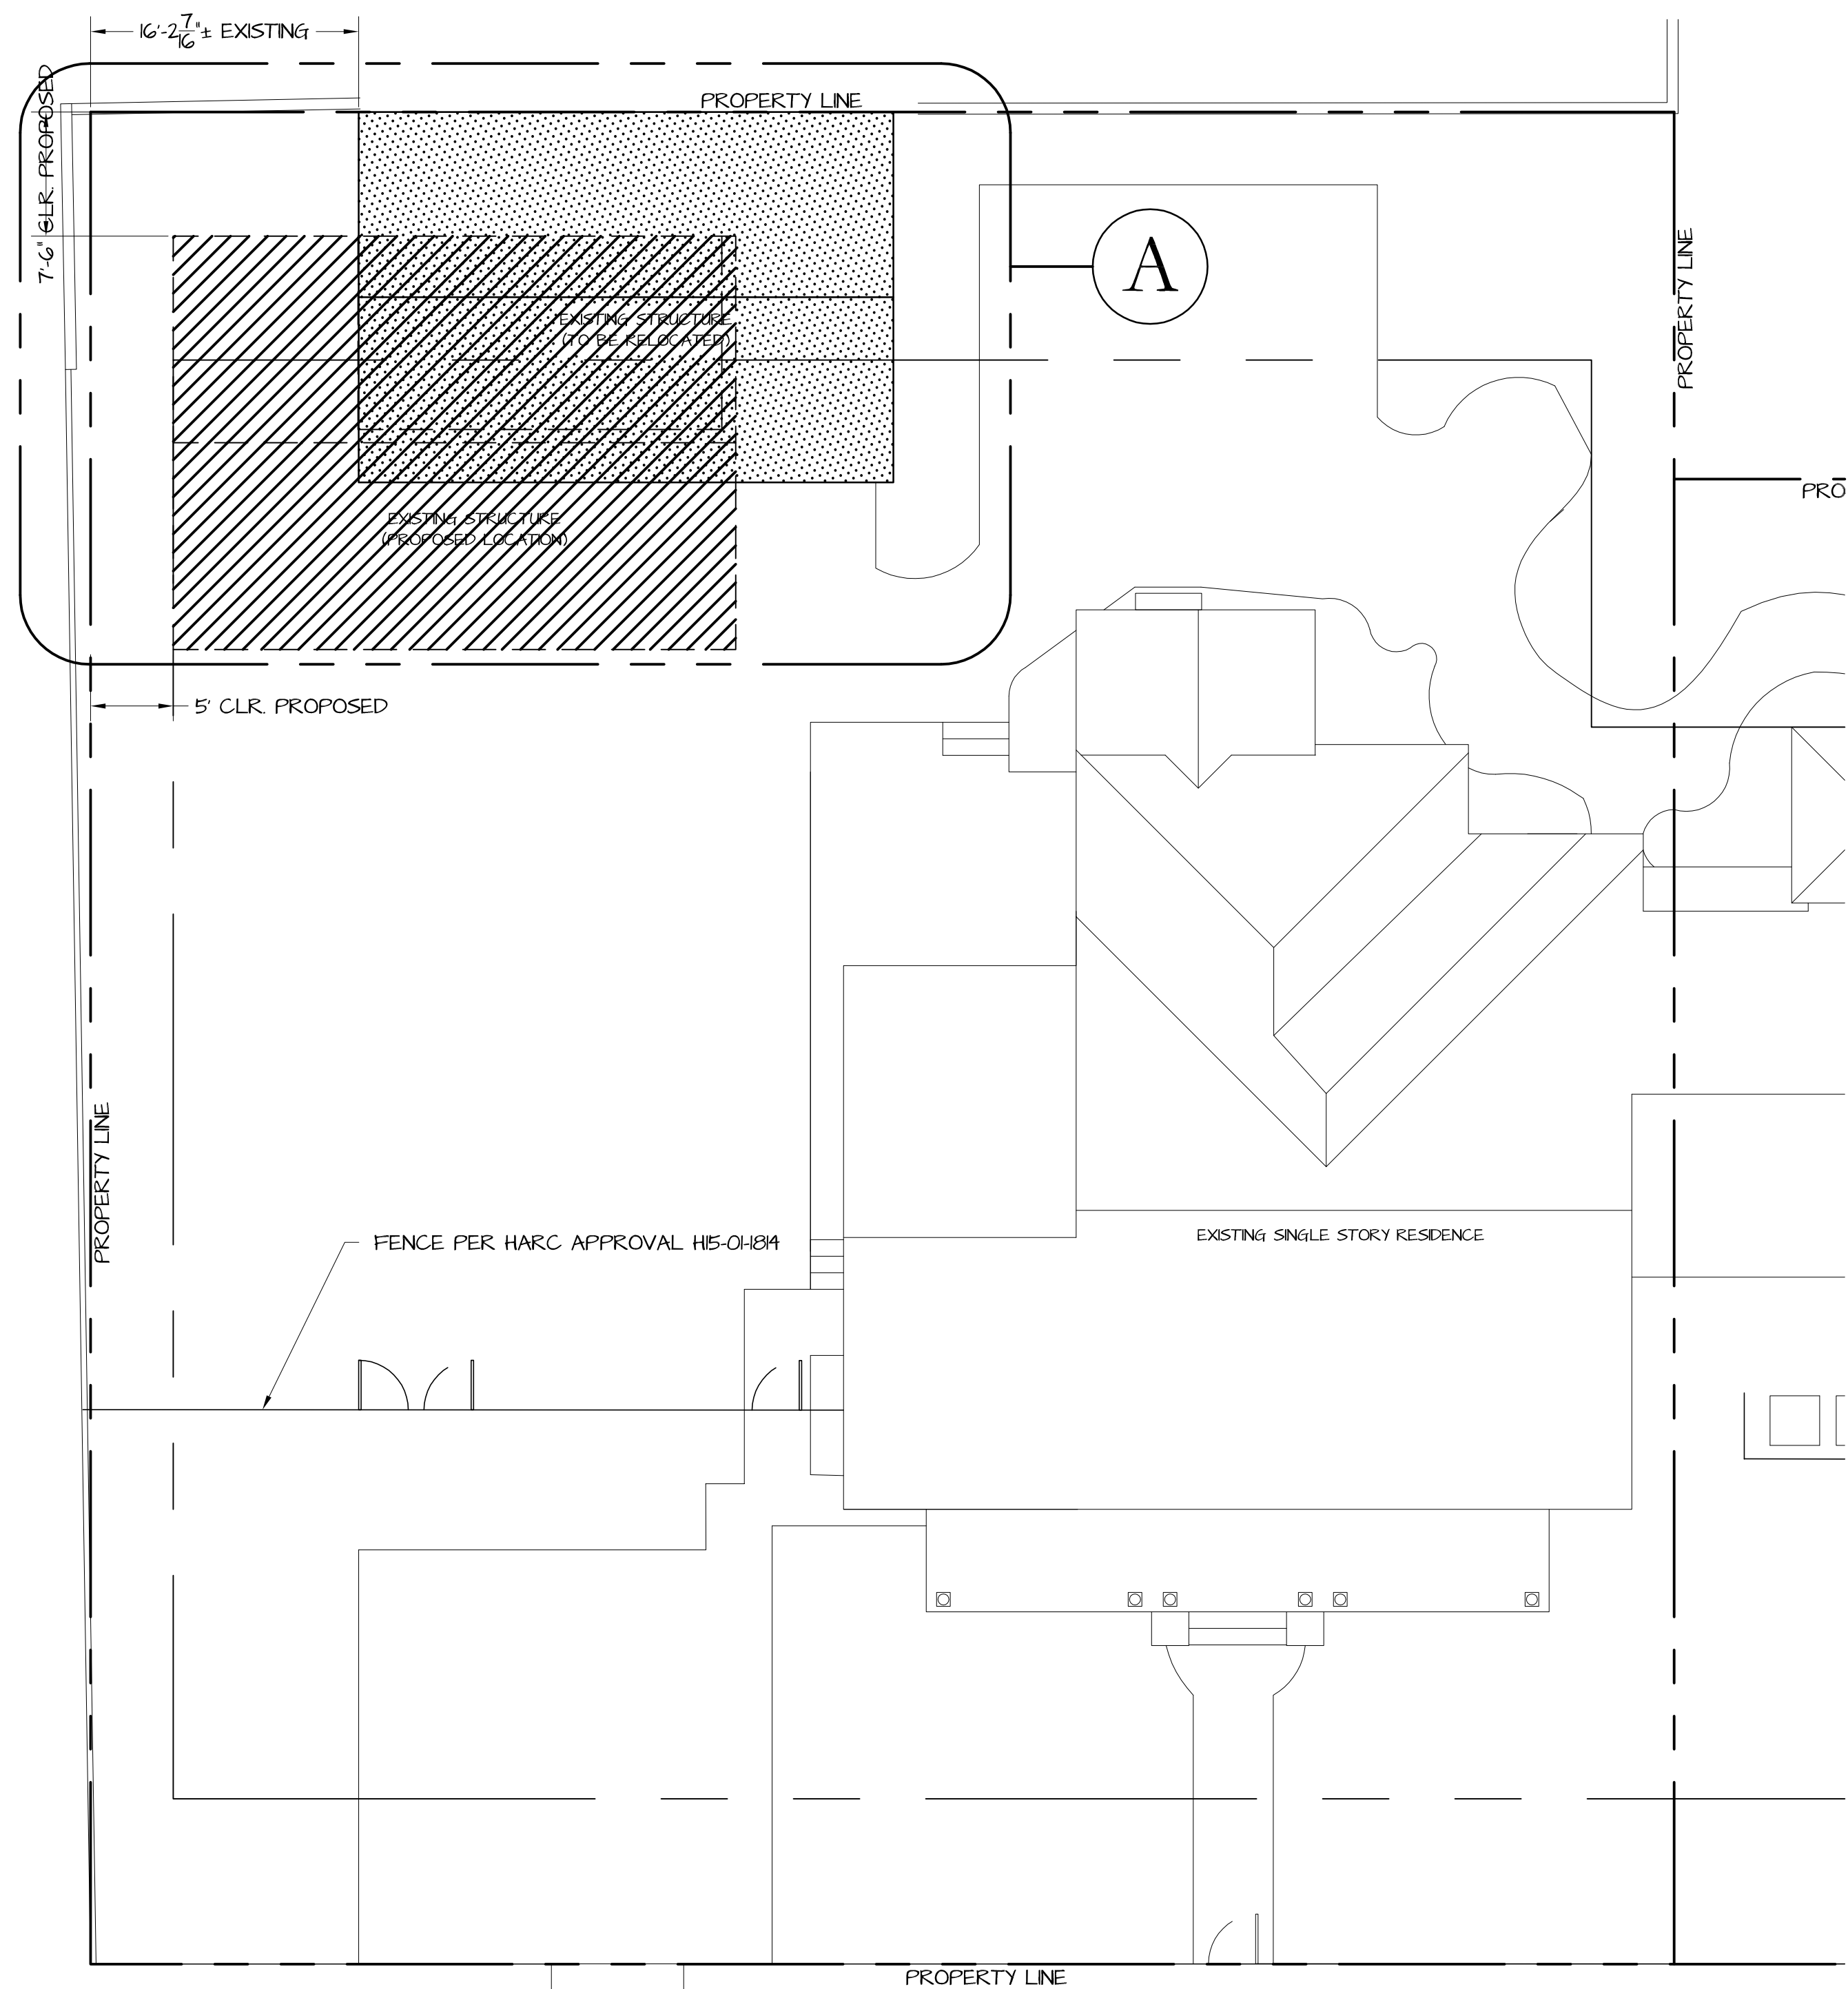 16'-2 7/16"± EXISTING
7'-6" CLR. PROPOSED
PROPERTY LINE
A
PROPERTY LINE
EXISTING STRUCTURE
(TO BE RELOCATED)
PRO
EXISTING STRUCTURE
(PROPOSED LOCATION)
5' CLR. PROPOSED
PROPERTY LINE
FENCE PER HARC APPROVAL H15-01-1814
EXISTING SINGLE STORY RESIDENCE
PROPERTY LINE